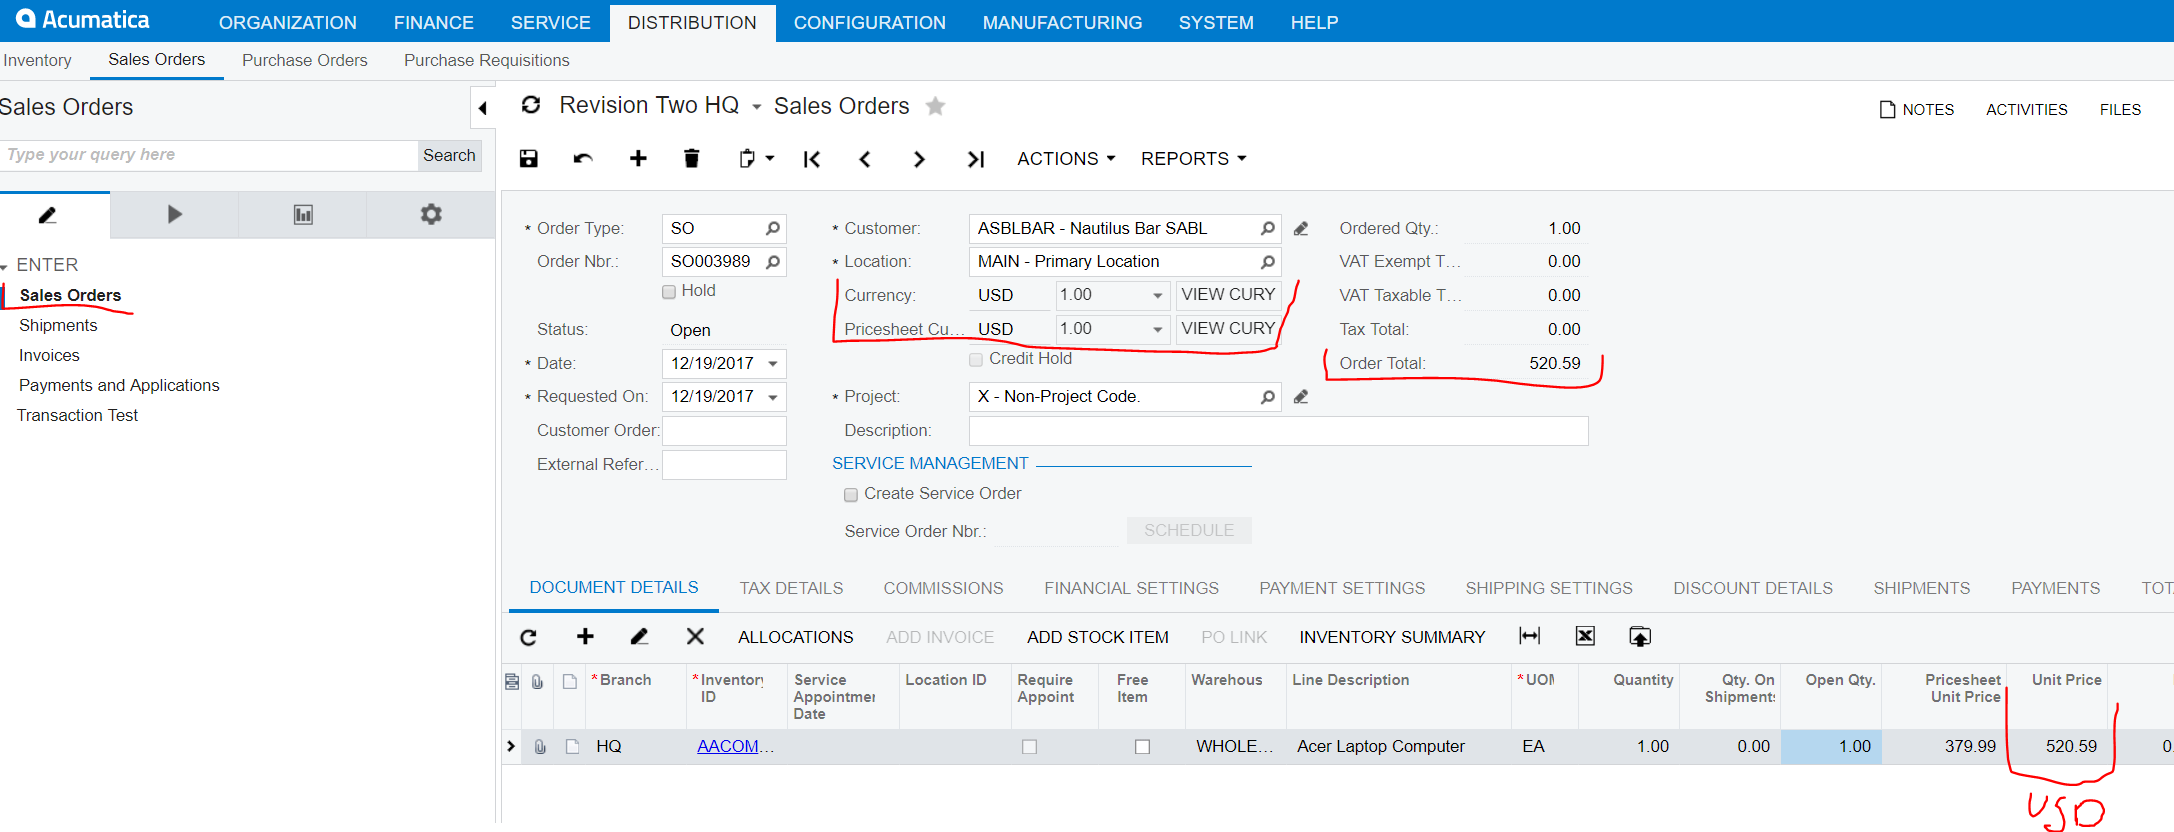 Acumatica ORGANIZATION FINANCE SERVICE DISTRIBUTION CONFIGURATION MANUFACTURING SYSTEM HELP
Inventory Sales Orders Purchase Orders Purchase Requisitions
Sales Orders
Type your query here Search
ENTER
Sales Orders
Shipments
Invoices
Payments and Applications
Transaction Test
Revision Two HQ Sales Orders
NOTES ACTIVITIES FILES
ACTIONS REPORTS
* Order Type: SO * Customer: ASBLBAR - Nautilus Bar SABL Ordered Qty.: 1.00
Order Nbr.: SO003989 * Location: MAIN - Primary Location VAT Exempt T... 0.00
Hold Currency: USD 1.00 VIEW CURY VAT Taxable T... 0.00
Status: Open Pricesheet Cu... USD 1.00 VIEW CURY Tax Total: 0.00
* Date: 12/19/2017 Credit Hold Order Total: 520.59
* Requested On: 12/19/2017 * Project: X - Non-Project Code.
Customer Order: Description:
External Refer... SERVICE MANAGEMENT
Create Service Order
Service Order Nbr.: SCHEDULE
DOCUMENT DETAILS TAX DETAILS COMMISSIONS FINANCIAL SETTINGS PAYMENT SETTINGS SHIPPING SETTINGS DISCOUNT DETAILS SHIPMENTS PAYMENTS TOT
ALLOCATIONS ADD INVOICE ADD STOCK ITEM PO LINK INVENTORY SUMMARY
* Branch * Inventory ID Service Appointmer Date Location ID Require Appoint Free Item Warehous Line Description * UOM Quantity Qty. On Shipments Open Qty. Pricesheet Unit Price Unit Price
HQ AACOM... WHOLE... Acer Laptop Computer EA 1.00 0.00 1.00 379.99 520.59 0.
USD